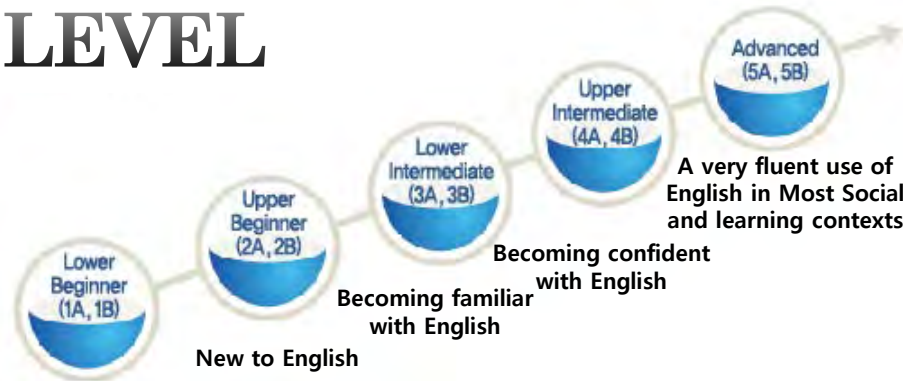 LEVEL
Lower
Beginner
(1A, 1B)
Upper
Beginner
(2A, 2B)
Lower
Intermediate
(3A, 3B)
Upper
Intermediate
(4A, 4B)
Advanced
(5A, 5B)
New to English
Becoming familiar
with English
Becoming confident
with English
A very fluent use of
English in Most Social
and learning contexts